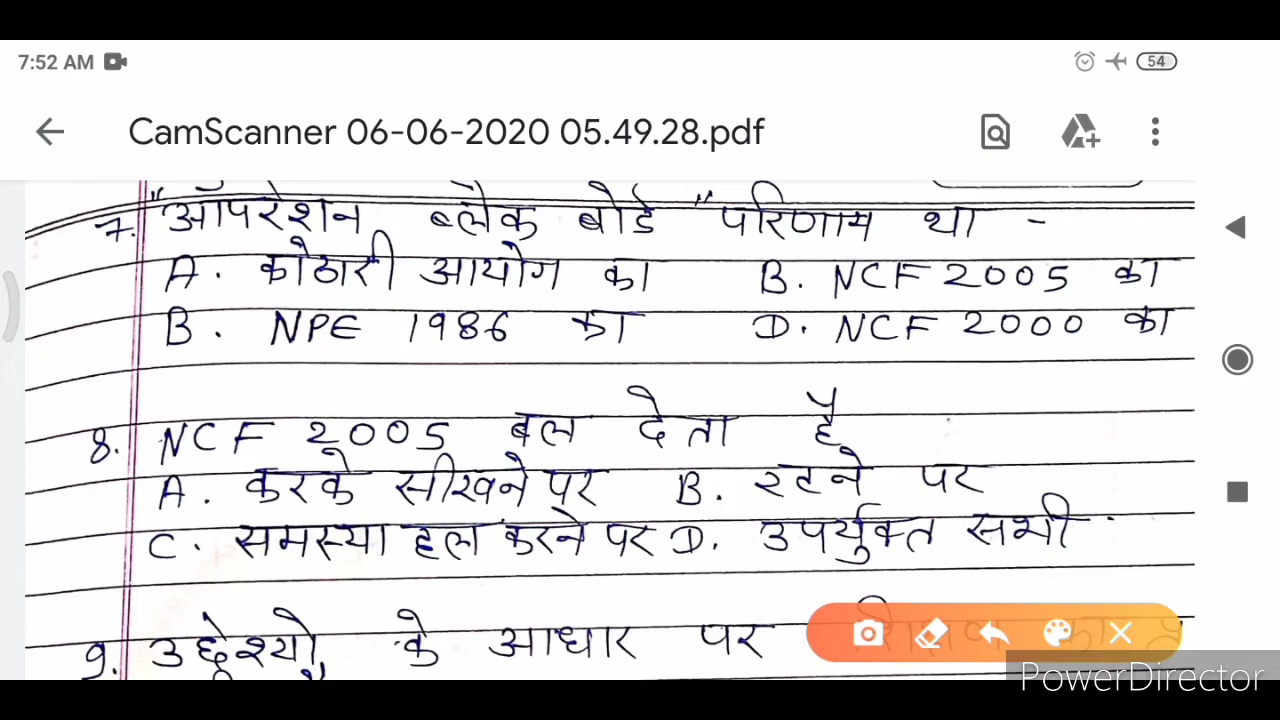 7:52 AM
54
CamScanner 06-06-2020 05.49.28.pdf
7. "ऑपरेशन ब्लैक बोर्ड" परिणाम था -
A. कोठारी आयोग का B. NCF 2005 का
B. NPE 1986 का D. NCF 2000 का
8. NCF 2005 बल देता है
A. करके सीखने पर B. रटने पर
C. समस्या हल करने पर D. उपर्युक्त सभी
9. उद्देश्यो के आधार पर
PowerDirector